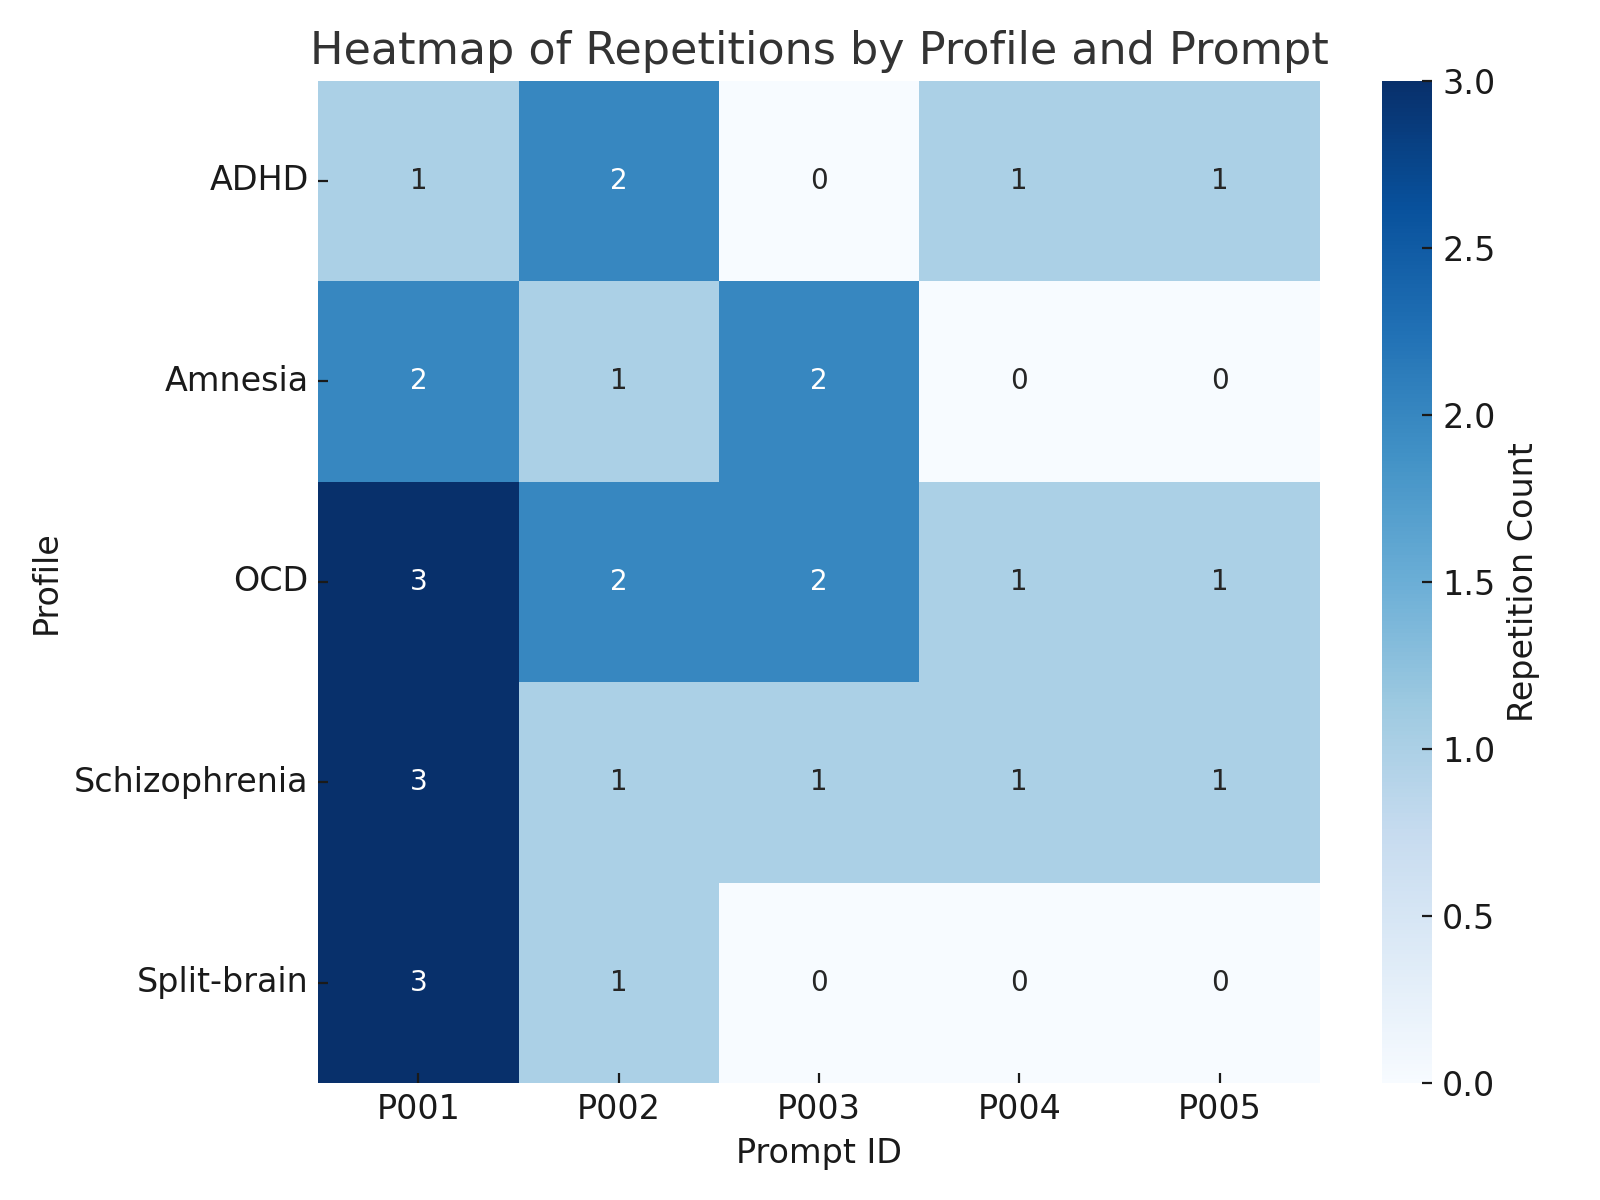 Heatmap of Repetitions by Profile and Prompt
ADHD 1 2 0 1 1
Amnesia 2 1 2 0 0
OCD 3 2 2 1 1
Schizophrenia 3 1 1 1 1
Split-brain 3 1 0 0 0
P001 P002 P003 P004 P005
Prompt ID
Profile
3.0
2.5
2.0
1.5
1.0
0.5
0.0
Repetition Count